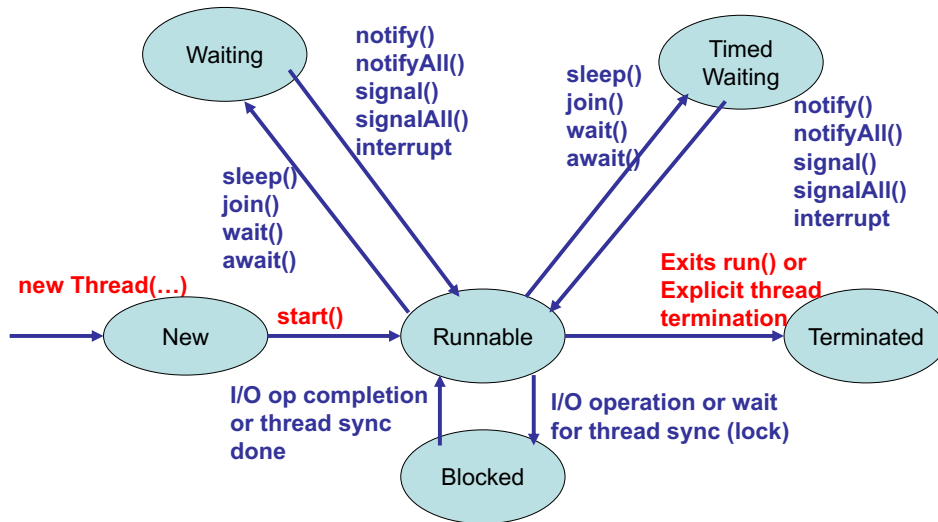 Waiting
notify()
notifyAll()
signal()
signalAll()
interrupt
sleep()
join()
wait()
await()
Timed
Waiting
sleep()
join()
wait()
await()
notify()
notifyAll()
signal()
signalAll()
interrupt
new Thread(…)
New
start()
Runnable
Exits run() or
Explicit thread
termination
Terminated
I/O op completion
or thread sync
done
I/O operation or wait
for thread sync (lock)
Blocked